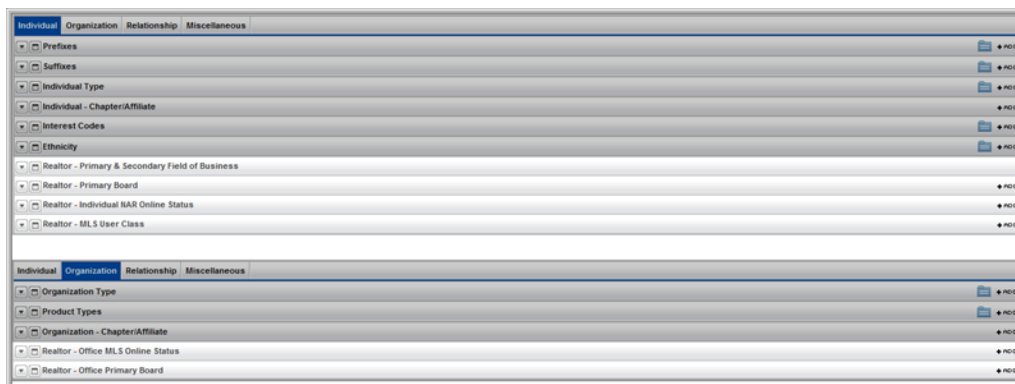 Individual Organization Relationship Miscellaneous
Prefixes
Suffixes
Individual Type
Individual - Chapter/Affiliate
Interest Codes
Ethnicity
Realtor - Primary & Secondary Field of Business
Realtor - Primary Board
Realtor - Individual NAR Online Status
Realtor - MLS User Class
Individual Organization Relationship Miscellaneous
Organization Type
Product Types
Organization - Chapter/Affiliate
Realtor - Office MLS Online Status
Realtor - Office Primary Board